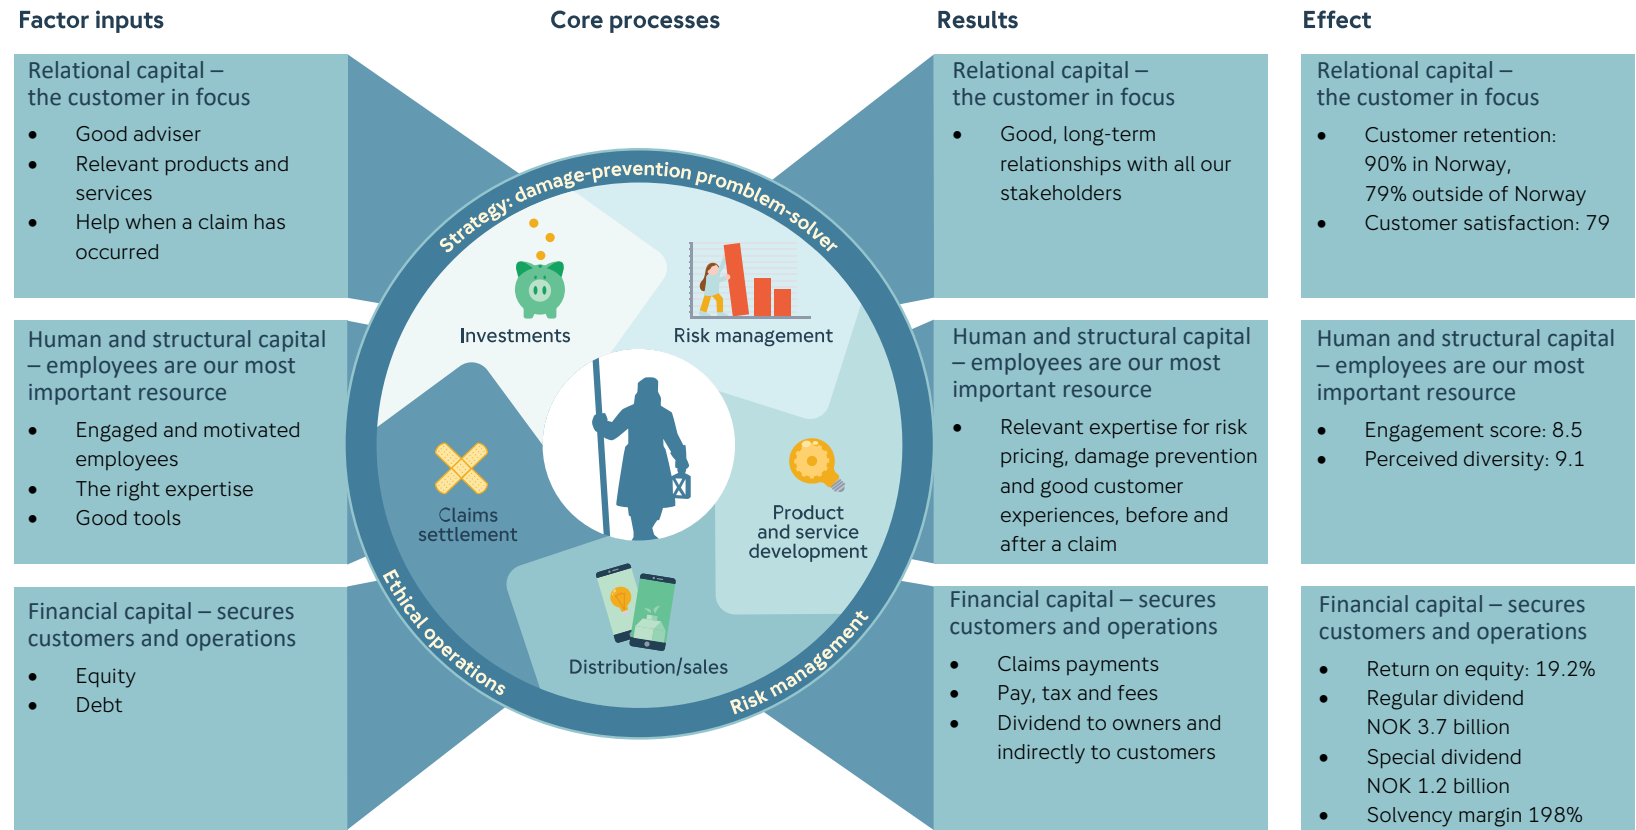 Factor inputs
Core processes
Results
Effect
Relational capital –
the customer in focus
• Good adviser
• Relevant products and
services
• Help when a claim has
occurred
Human and structural capital
– employees are our most
important resource
• Engaged and motivated
employees
• The right expertise
• Good tools
Financial capital – secures
customers and operations
• Equity
• Debt
Strategy: damage-prevention promblem-solver
Investments
Risk management
Claims
settlement
Product
and service
development
Distribution/sales
Ethical operations
Risk management
Relational capital –
the customer in focus
• Good, long-term
relationships with all our
stakeholders
Human and structural capital
– employees are our most
important resource
• Relevant expertise for risk
pricing, damage prevention
and good customer
experiences, before and
after a claim
Financial capital – secures
customers and operations
• Claims payments
• Pay, tax and fees
• Dividend to owners and
indirectly to customers
Relational capital –
the customer in focus
• Customer retention:
90% in Norway,
79% outside of Norway
• Customer satisfaction: 79
Human and structural capital
– employees are our most
important resource
• Engagement score: 8.5
• Perceived diversity: 9.1
Financial capital – secures
customers and operations
• Return on equity: 19.2%
• Regular dividend
NOK 3.7 billion
• Special dividend
NOK 1.2 billion
• Solvency margin 198%